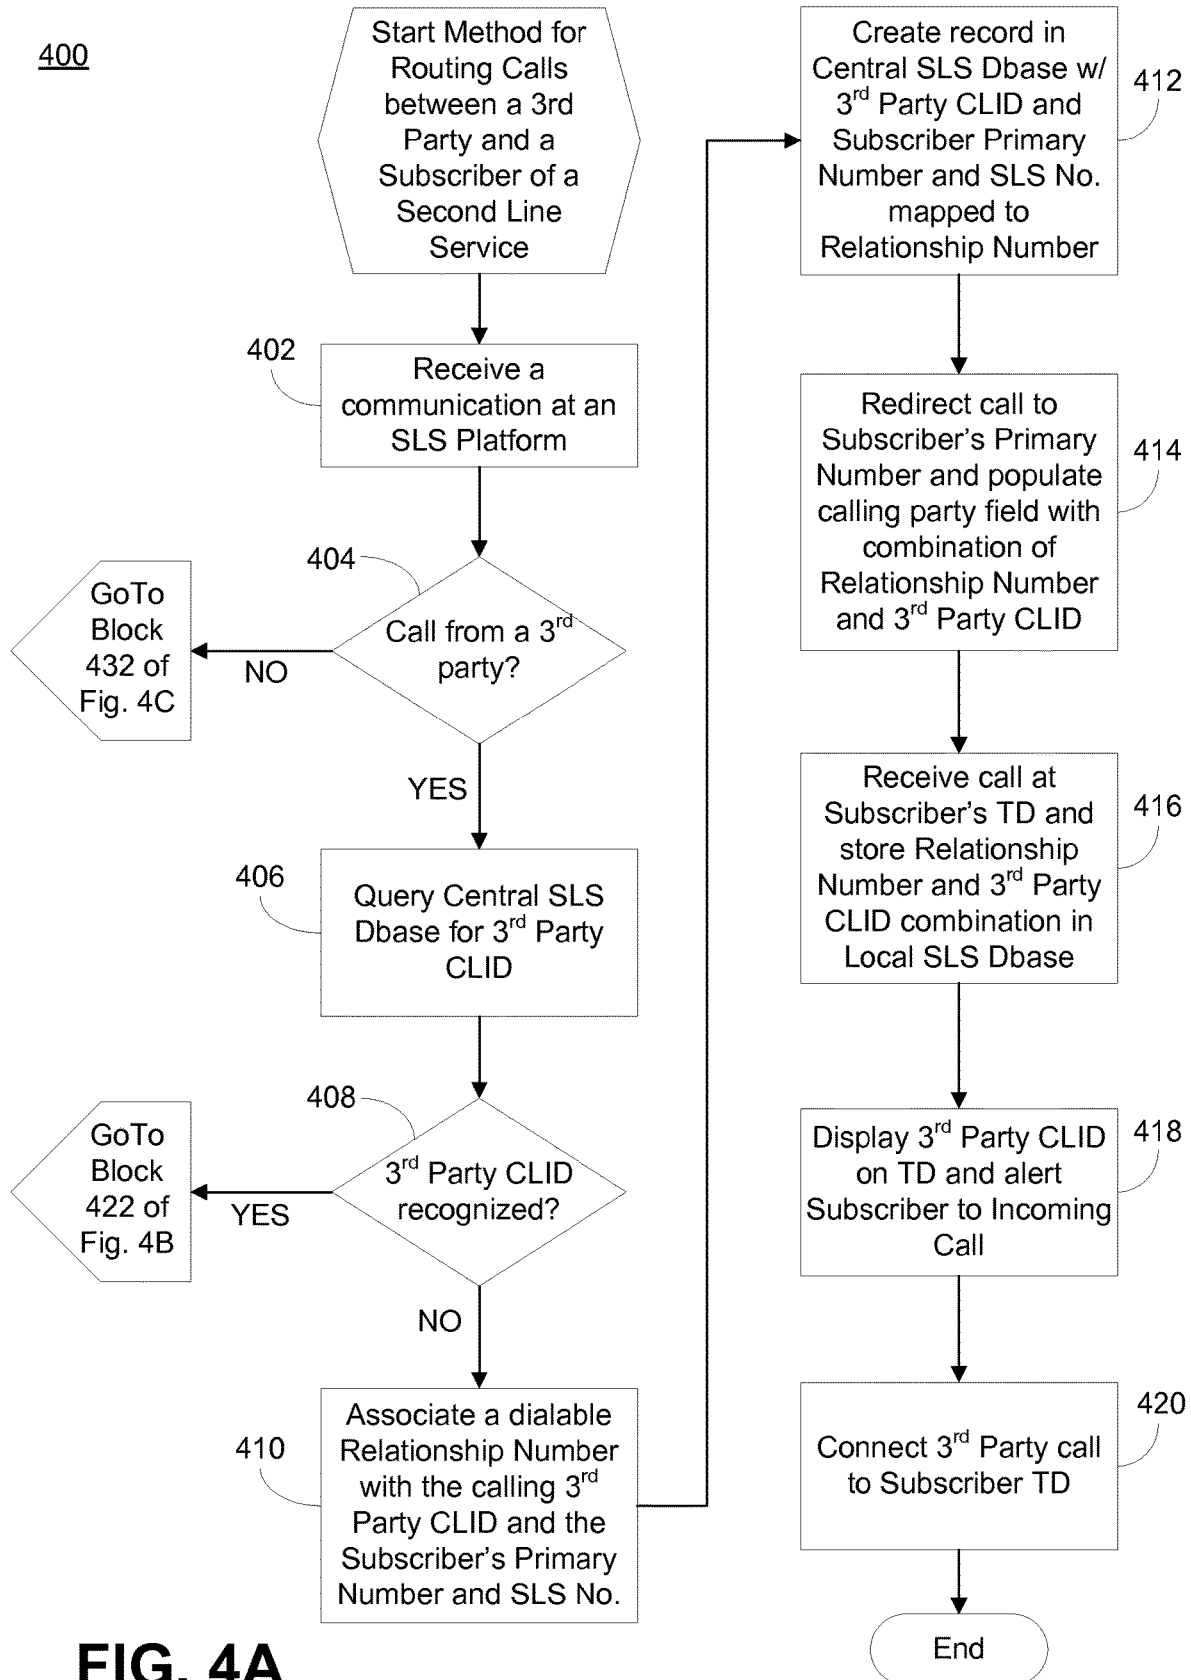 400
Start Method for
Routing Calls
between a 3rd
Party and a
Subscriber of a
Second Line
Service
402
Receive a
communication at an
SLS Platform
404
Call from a 3rd
party?
NO
GoTo
Block
432 of
Fig. 4C
YES
406
Query Central SLS
Dbase for 3rd Party
CLID
408
3rd Party CLID
recognized?
YES
GoTo
Block
422 of
Fig. 4B
NO
410
Associate a dialable
Relationship Number
with the calling 3rd
Party CLID and the
Subscriber's Primary
Number and SLS No.
Create record in
Central SLS Dbase w/
3rd Party CLID and
Subscriber Primary
Number and SLS No.
mapped to
Relationship Number
412
Redirect call to
Subscriber's Primary
Number and populate
calling party field with
combination of
Relationship Number
and 3rd Party CLID
414
Receive call at
Subscriber's TD and
store Relationship
Number and 3rd Party
CLID combination in
Local SLS Dbase
416
Display 3rd Party CLID
on TD and alert
Subscriber to Incoming
Call
418
Connect 3rd Party call
to Subscriber TD
420
End
FIG. 4A